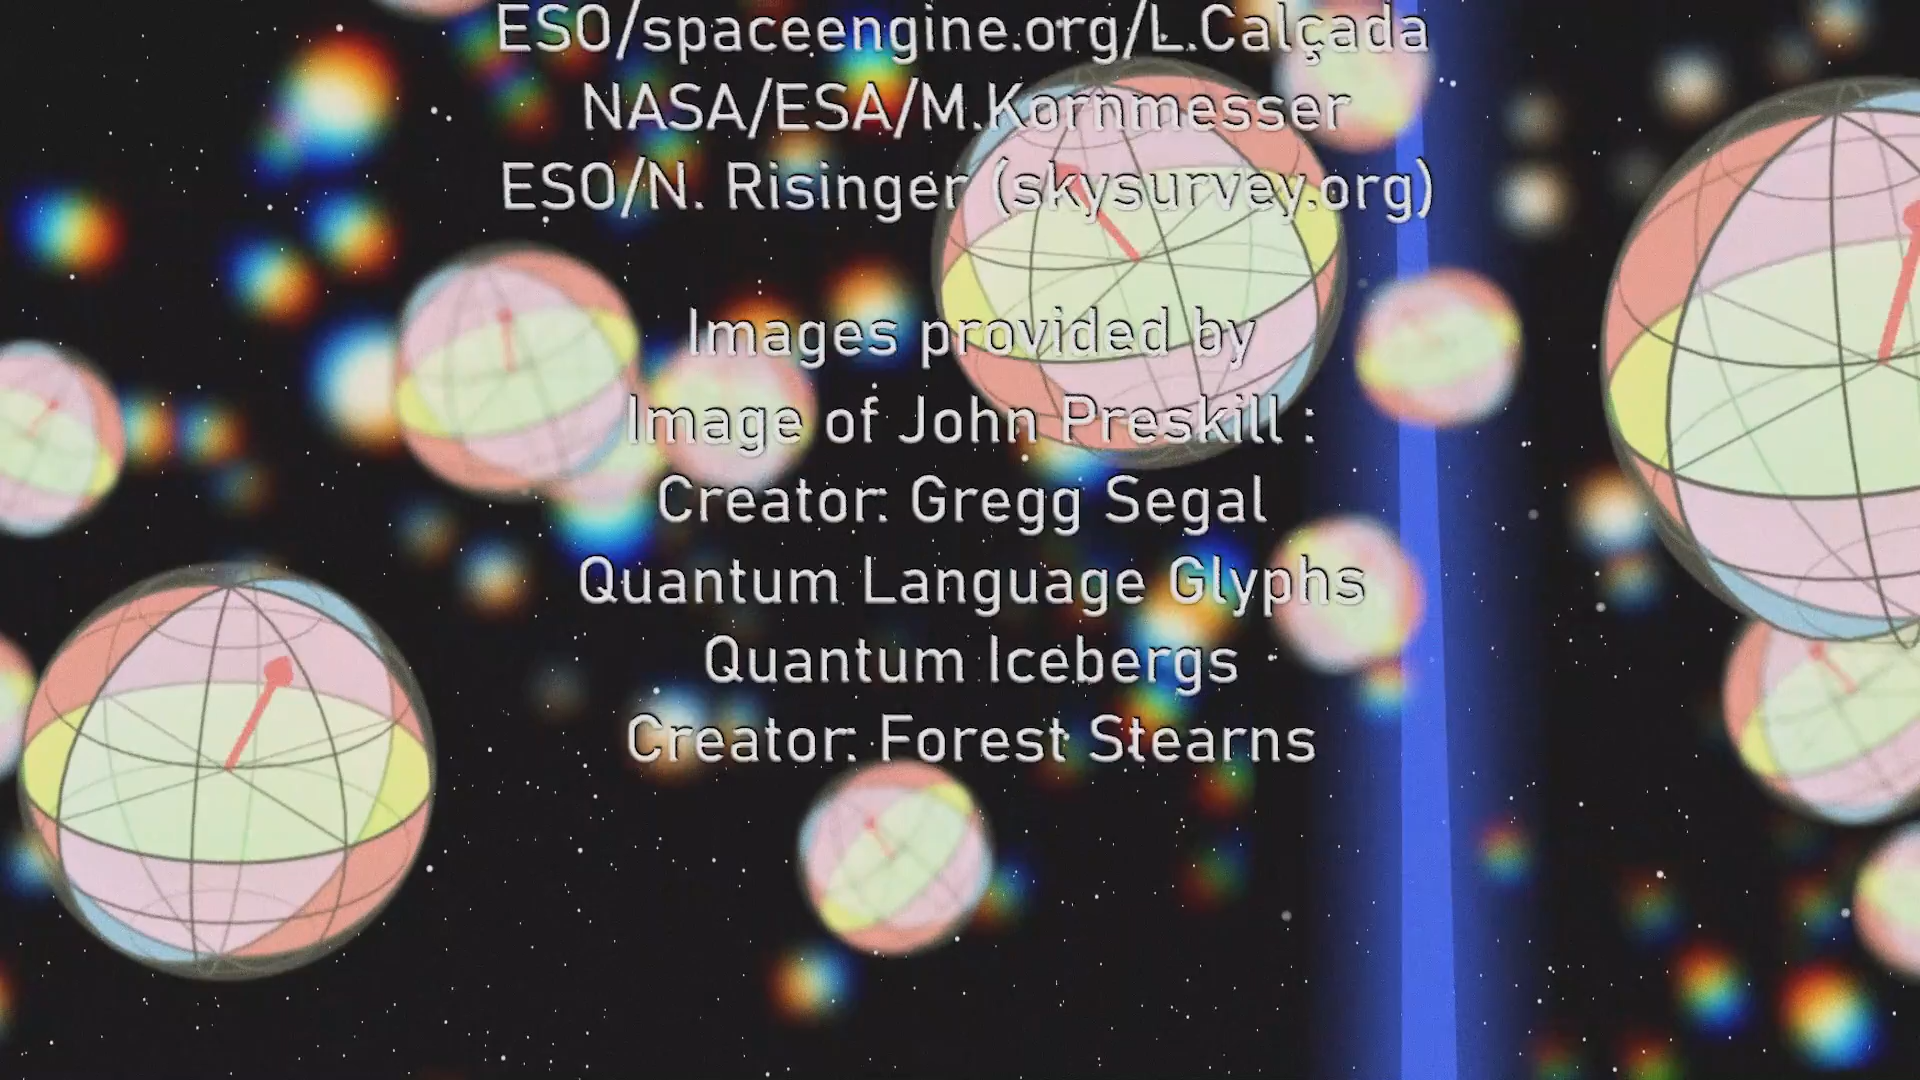 ESO/spaceengine.org/L.Calçada
NASA/ESA/M.Kornmesser
ESO/N. Risinger (skysurvey.org)
Images provided by
Image of John Preskill :
Creator: Gregg Segal
Quantum Language Glyphs
Quantum Icebergs
Creator: Forest Stearns